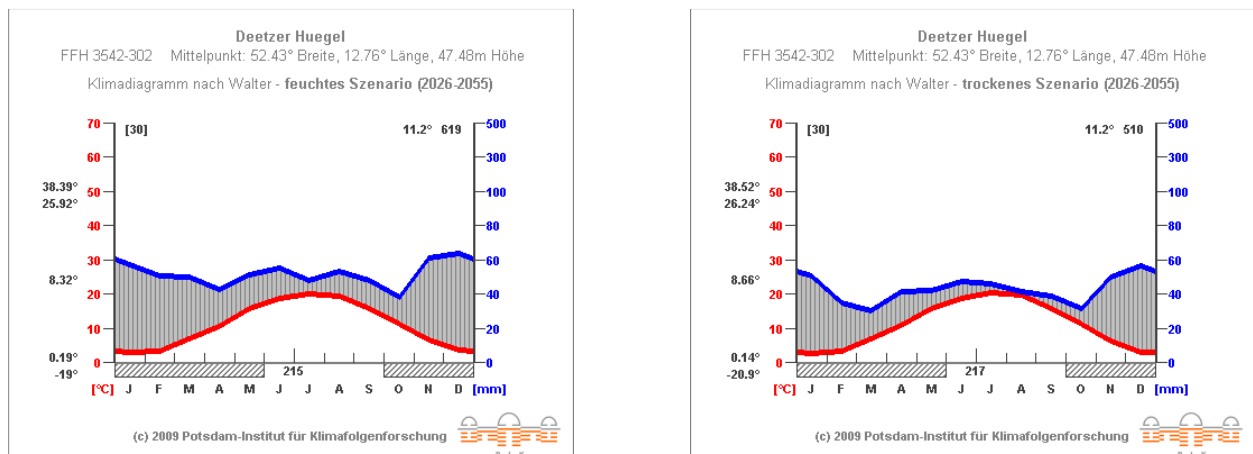 Deetzer Huegel
FFH 3542-302 Mittelpunkt: 52.43° Breite, 12.76° Länge, 47.48m Höhe
Klimadiagramm nach Walter - feuchtes Szenario (2026-2055)
70 [30] 11.2° 619 500
60 300
38.39° 50 100
25.92°
40 80
30 60
8.32°
20 40
10 20
0.19° 0 0
-19° 215
[°C] J F M A M J J A S O N D [mm]
(c) 2009 Potsdam-Institut für Klimafolgenforschung
Deetzer Huegel
FFH 3542-302 Mittelpunkt: 52.43° Breite, 12.76° Länge, 47.48m Höhe
Klimadiagramm nach Walter - trockenes Szenario (2026-2055)
70 [30] 11.2° 510 500
60 300
38.52° 50 100
26.24°
40 80
30 60
8.66°
20 40
10 20
0.14° 0 0
-20.9° 217
[°C] J F M A M J J A S O N D [mm]
(c) 2009 Potsdam-Institut für Klimafolgenforschung